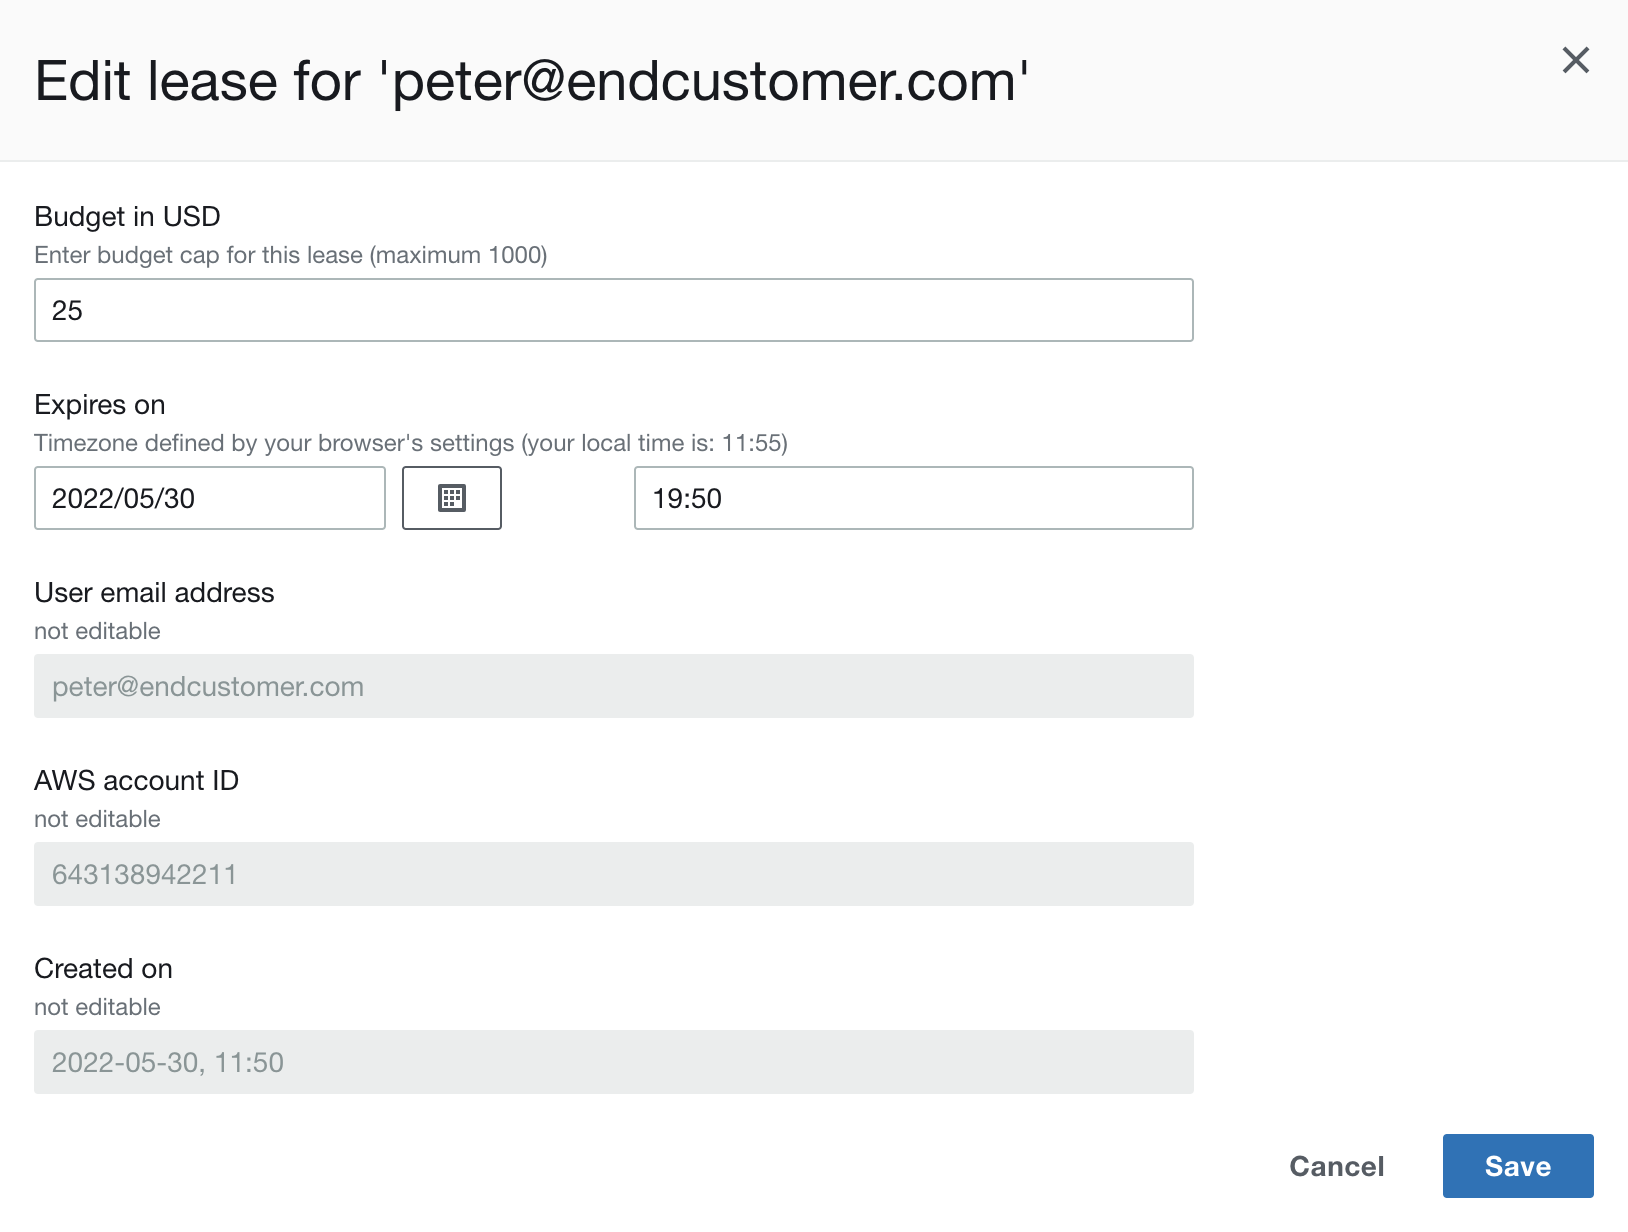 Edit lease for 'peter@endcustomer.com'
Budget in USD
Enter budget cap for this lease (maximum 1000)
25
Expires on
Timezone defined by your browser's settings (your local time is: 11:55)
2022/05/30 19:50
User email address
not editable
peter@endcustomer.com
AWS account ID
not editable
643138942211
Created on
not editable
2022-05-30, 11:50
Cancel Save